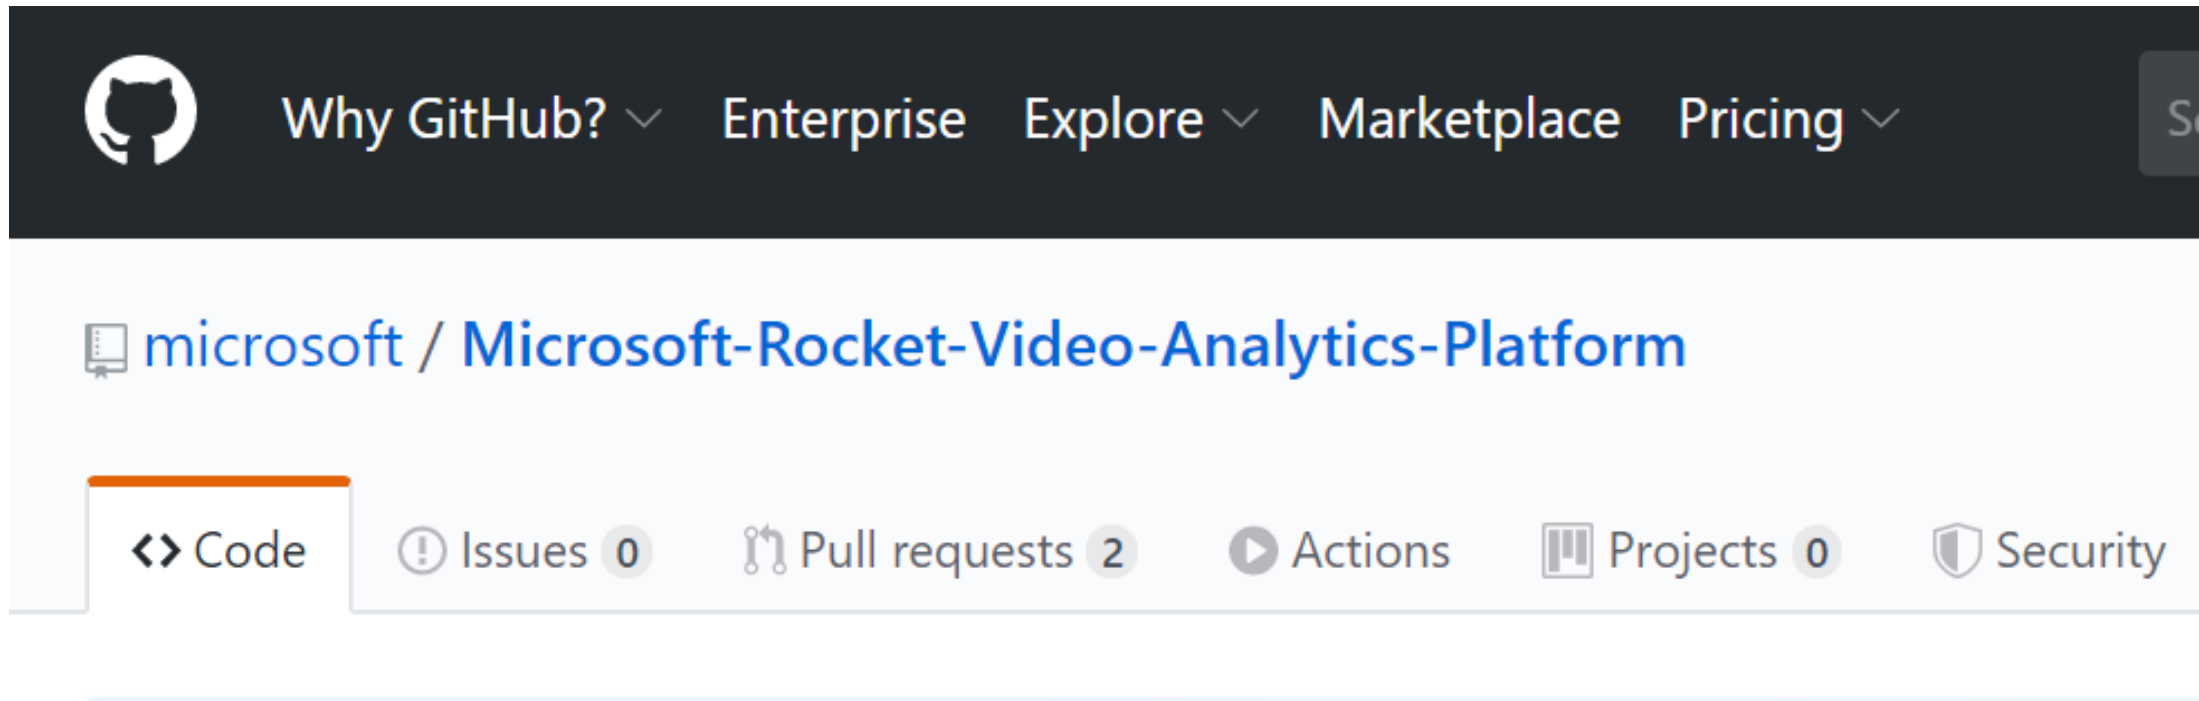 Why GitHub? Enterprise Explore Marketplace Pricing
microsoft / Microsoft-Rocket-Video-Analytics-Platform
Code Issues 0 Pull requests 2 Actions Projects 0 Security